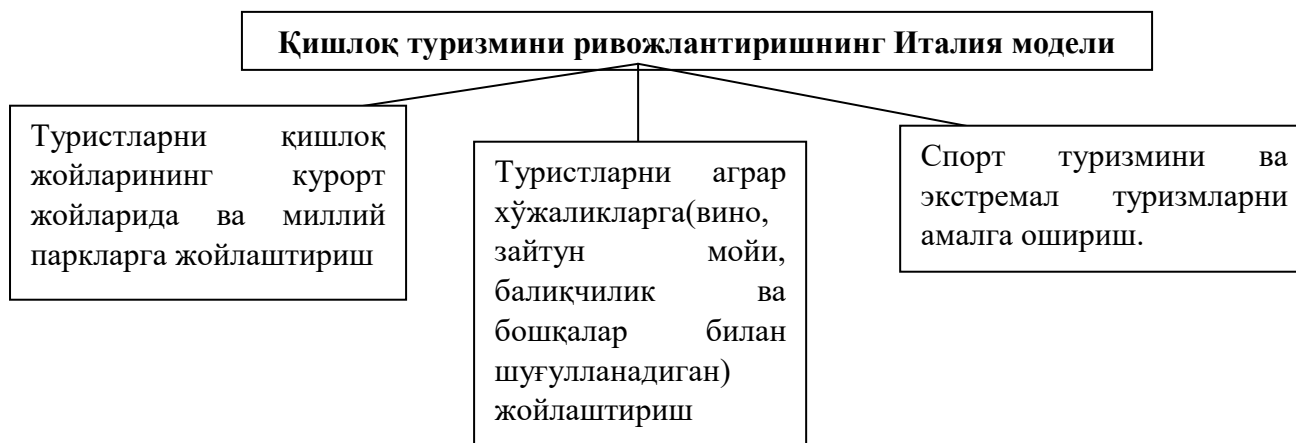 Қишлоқ туризмини ривожлантиришнинг Италия модели
Туристларни қишлоқ
жойларининг курорт
жойларида ва миллий
паркларга жойлаштириш
Туристларни аграр
хўжаликларга(вино,
зайтун мойи,
балиқчилик ва
бошқалар билан
шуғулланадиган)
жойлаштириш
Спорт туризмини ва
экстремал туризмларни
амалга ошириш.